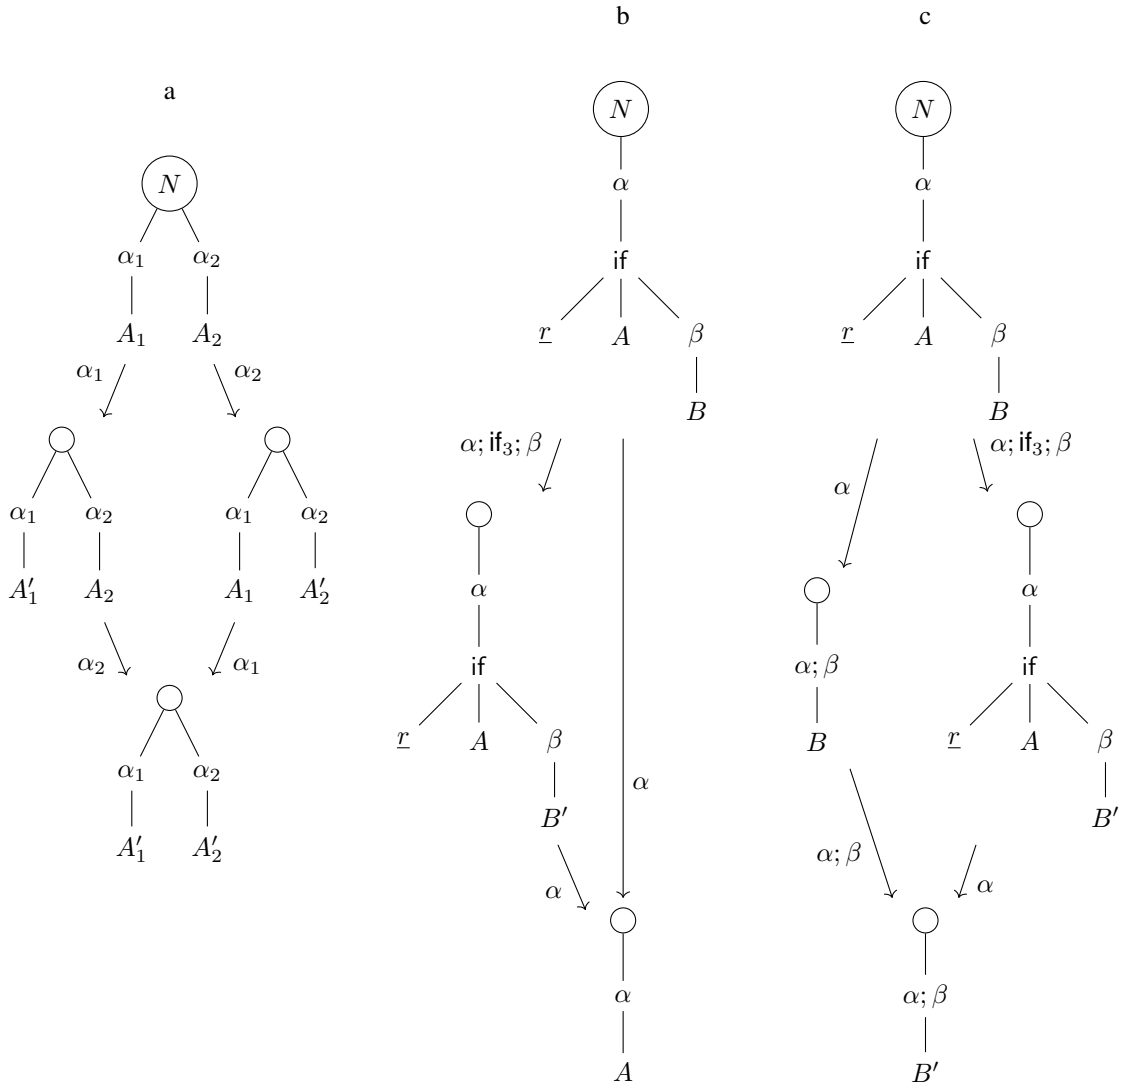 b c
a
N N
N
α α
α₁ α₂
if if
A₁ A₂
r A β
r A β
α₁ α₂
B B
α; if₃; β
α; if₃; β
α
α₁ α₂ α₁ α₂
α α
A′₁ A₂ A₁ A′₂
α₂ α₁
if α; β if
r A β
B
r A β
α₁ α₂
α
B′ B′
A′₁ A′₂
α; β
α α
α α; β
A B′